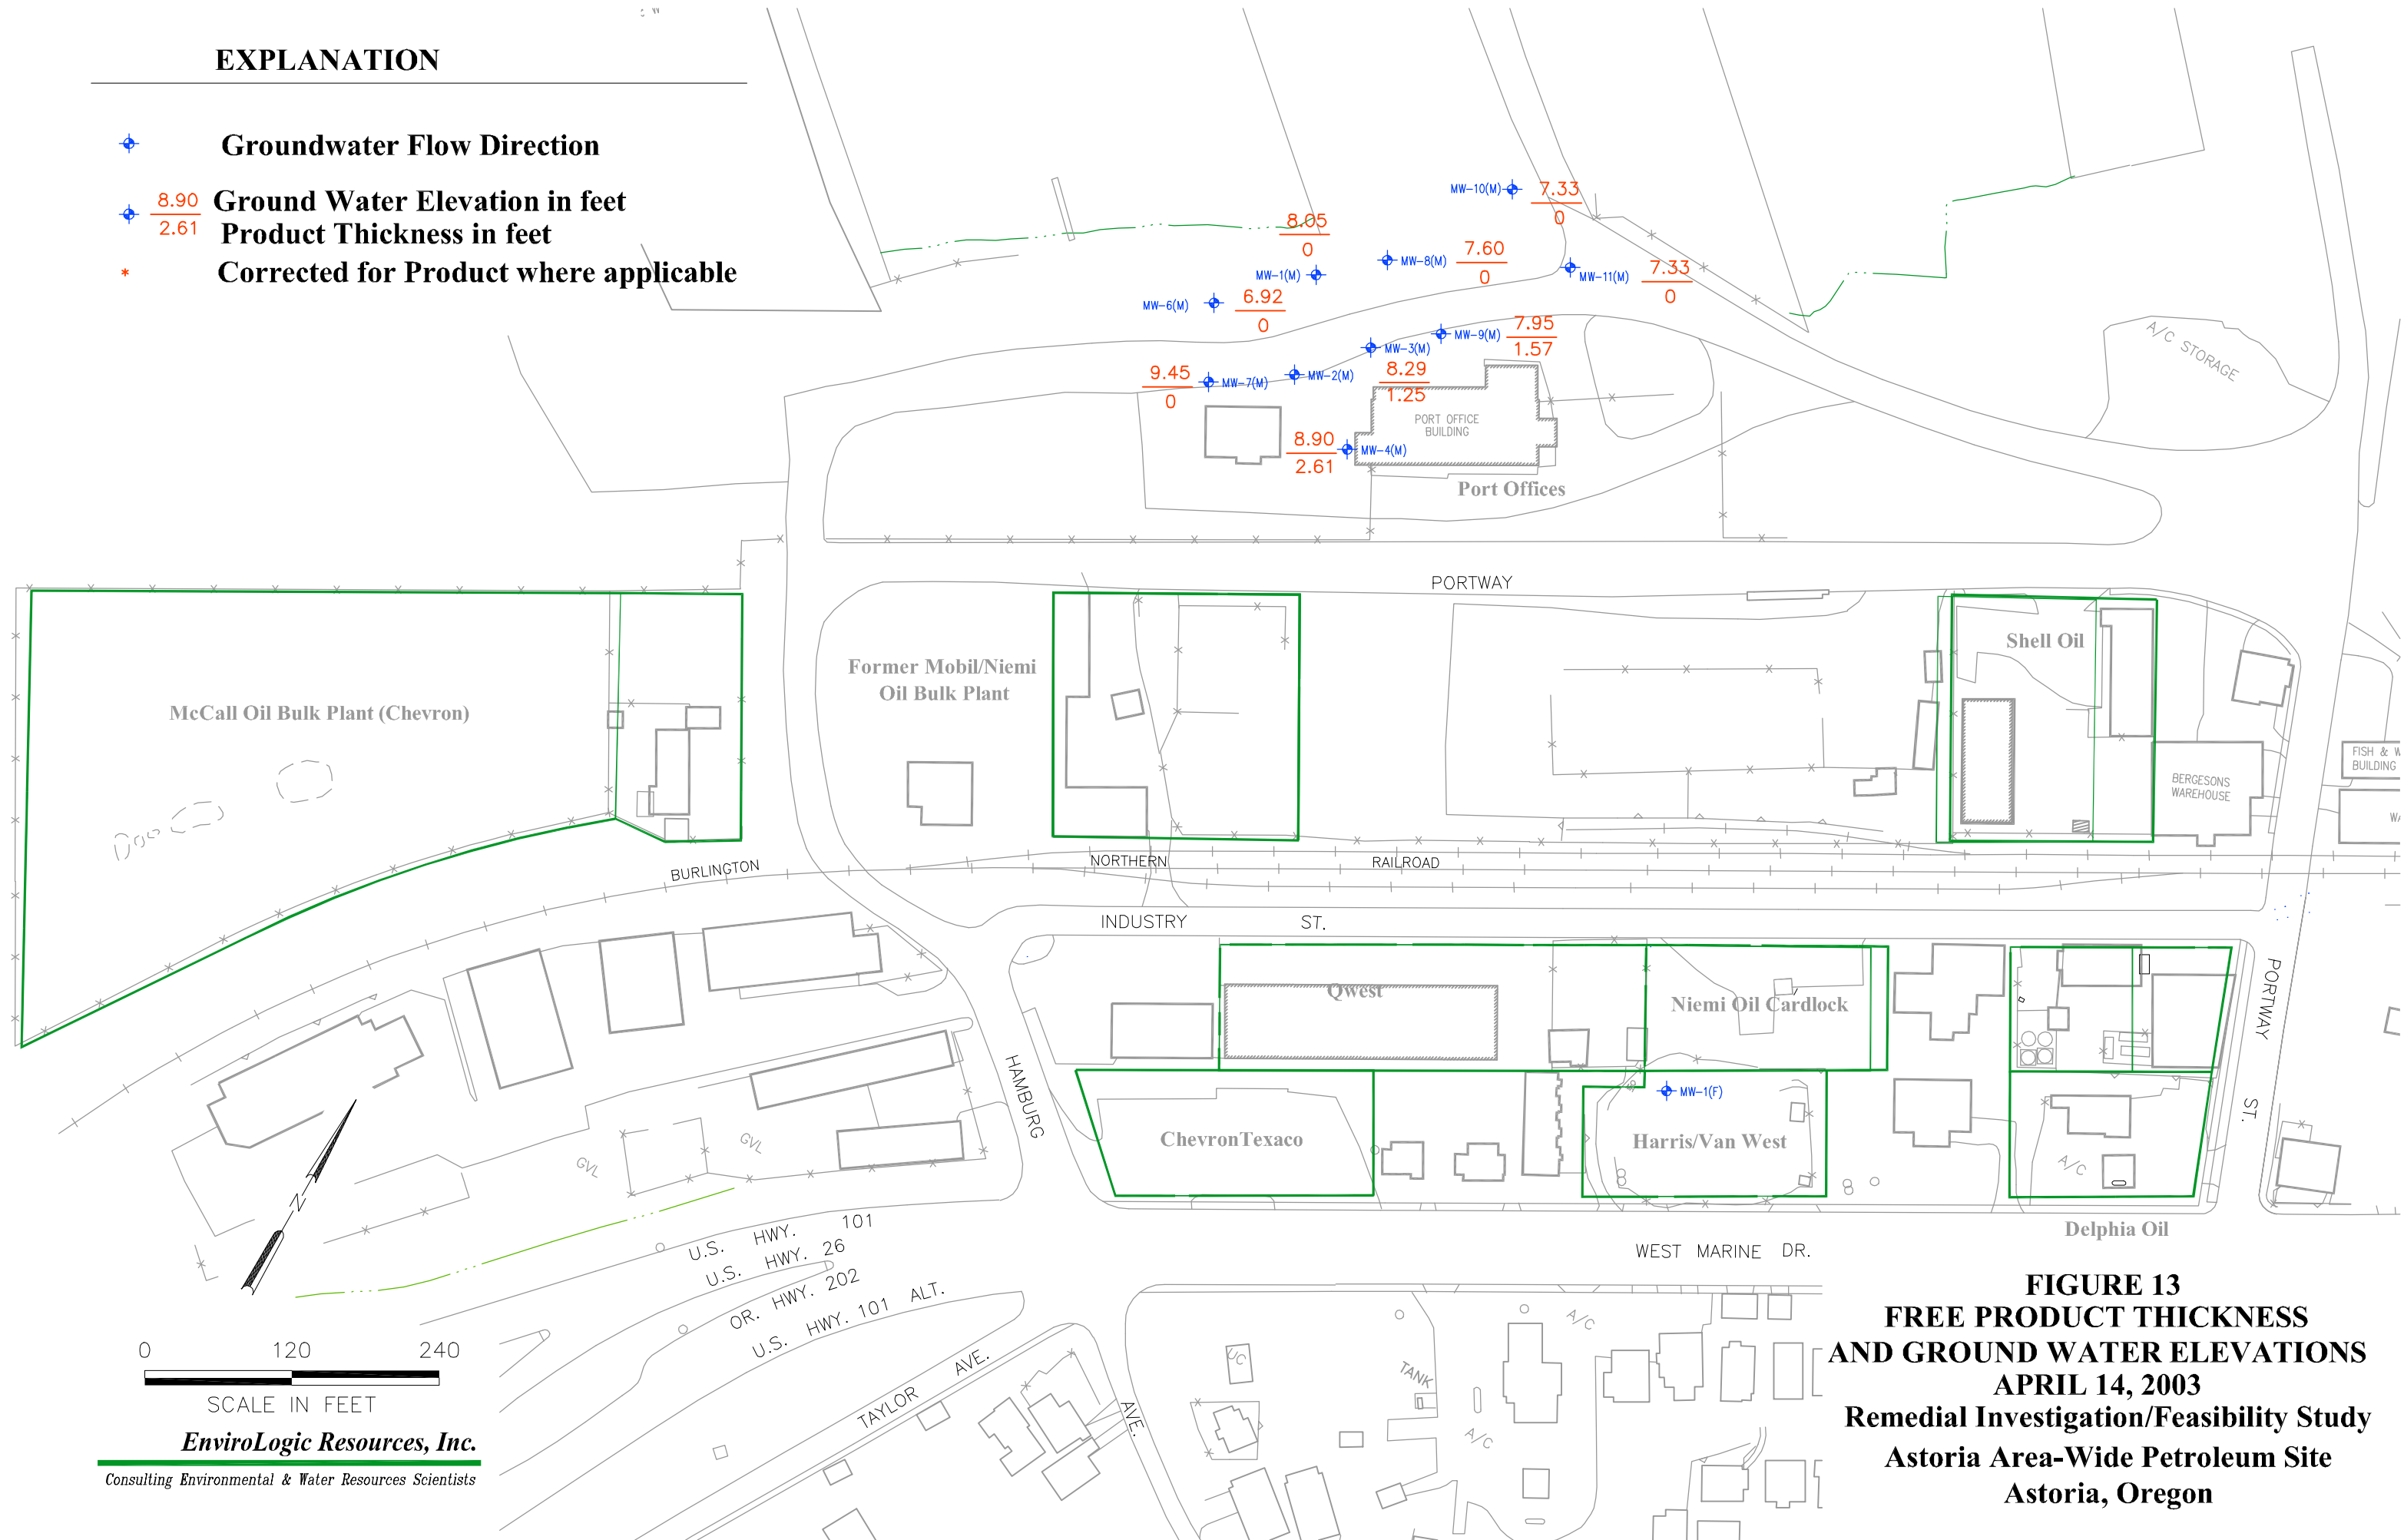 EXPLANATION
Groundwater Flow Direction
8.90
2.61
Ground Water Elevation in feet
Product Thickness in feet
* Corrected for Product where applicable
MW-10(M)
7.33
0
8.05
0
MW-1(M)
MW-8(M)
7.60
0
MW-11(M)
7.33
0
MW-6(M)
6.92
0
MW-9(M)
7.95
1.57
MW-3(M)
8.29
1.25
9.45
0
MW-7(M)
MW-2(M)
8.90
2.61
MW-4(M)
PORT OFFICE
BUILDING
Port Offices
A/C STORAGE
PORTWAY
McCall Oil Bulk Plant (Chevron)
Former Mobil/Niemi
Oil Bulk Plant
Shell Oil
BERGESONS
WAREHOUSE
FISH & W
BUILDING
WA
BURLINGTON
NORTHERN
RAILROAD
INDUSTRY ST.
Qwest
Niemi Oil Cardlock
PORTWAY
ST.
HAMBURG
MW-1(F)
ChevronTexaco
Harris/Van West
A/C
GVL
GVL
N
Delphia Oil
U.S. HWY. 101
U.S. HWY. 26
OR. HWY. 202
U.S. HWY. 101 ALT.
WEST MARINE DR.
TAYLOR AVE.
AVE.
UC
TANK
A/C
A/C
0 120 240
SCALE IN FEET
EnviroLogic Resources, Inc.
Consulting Environmental & Water Resources Scientists
FIGURE 13
FREE PRODUCT THICKNESS
AND GROUND WATER ELEVATIONS
APRIL 14, 2003
Remedial Investigation/Feasibility Study
Astoria Area-Wide Petroleum Site
Astoria, Oregon